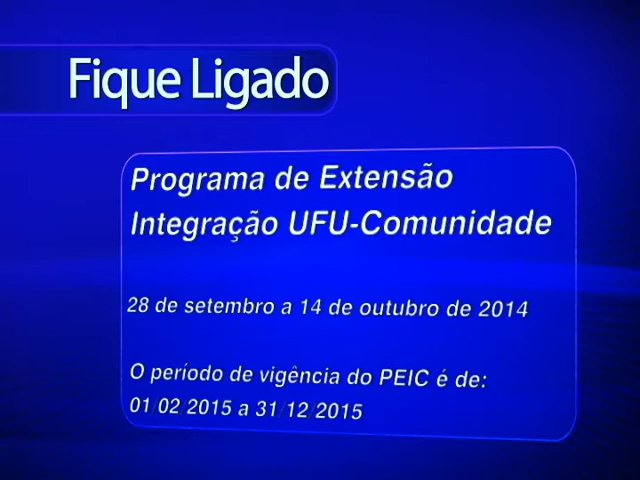 Fique Ligado
Programa de Extensão
Integração UFU-Comunidade
28 de setembro a 14 de outubro de 2014
O período de vigência do PEIC é de:
01/02/2015 a 31/12/2015